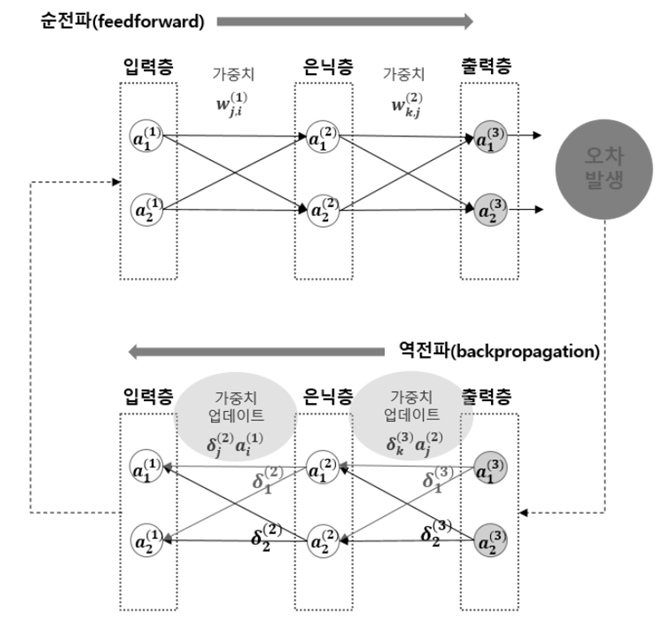 순전파(feedforward)
입력층 은닉층 출력층
가중치 가중치
w_{j,i}^{(1)} w_{k,j}^{(2)}
a_1^{(1)} a_1^{(2)} a_1^{(3)}
오차
발생
a_2^{(1)} a_2^{(2)} a_2^{(3)}
역전파(backpropagation)
입력층 은닉층 출력층
가중치 가중치
업데이트 업데이트
δ_j^{(2)}a_i^{(1)} δ_k^{(3)}a_j^{(2)}
a_1^{(1)} δ_1^{(2)} a_1^{(2)} δ_1^{(3)} a_1^{(3)}
a_2^{(1)} δ_2^{(2)} a_2^{(2)} δ_2^{(3)} a_2^{(3)}